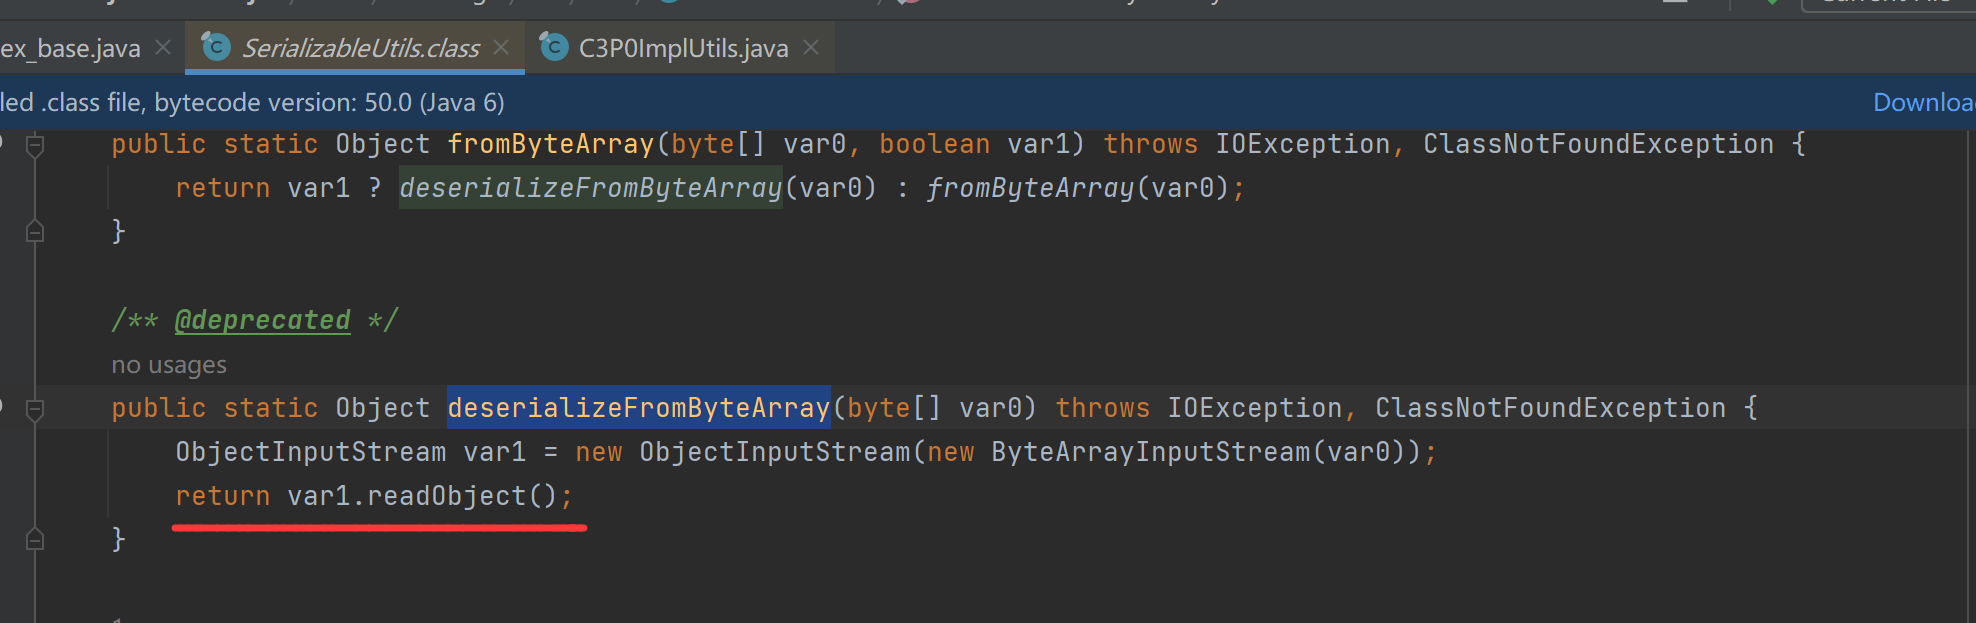 ex_base.java SerializableUtils.class C3P0ImplUtils.java
led .class file, bytecode version: 50.0 (Java 6) Downloa
public static Object fromByteArray(byte[] var0, boolean var1) throws IOException, ClassNotFoundException {
return var1 ? deserializeFromByteArray(var0) : fromByteArray(var0);
}
/** @deprecated */
no usages
public static Object deserializeFromByteArray(byte[] var0) throws IOException, ClassNotFoundException {
ObjectInputStream var1 = new ObjectInputStream(new ByteArrayInputStream(var0));
return var1.readObject();
}